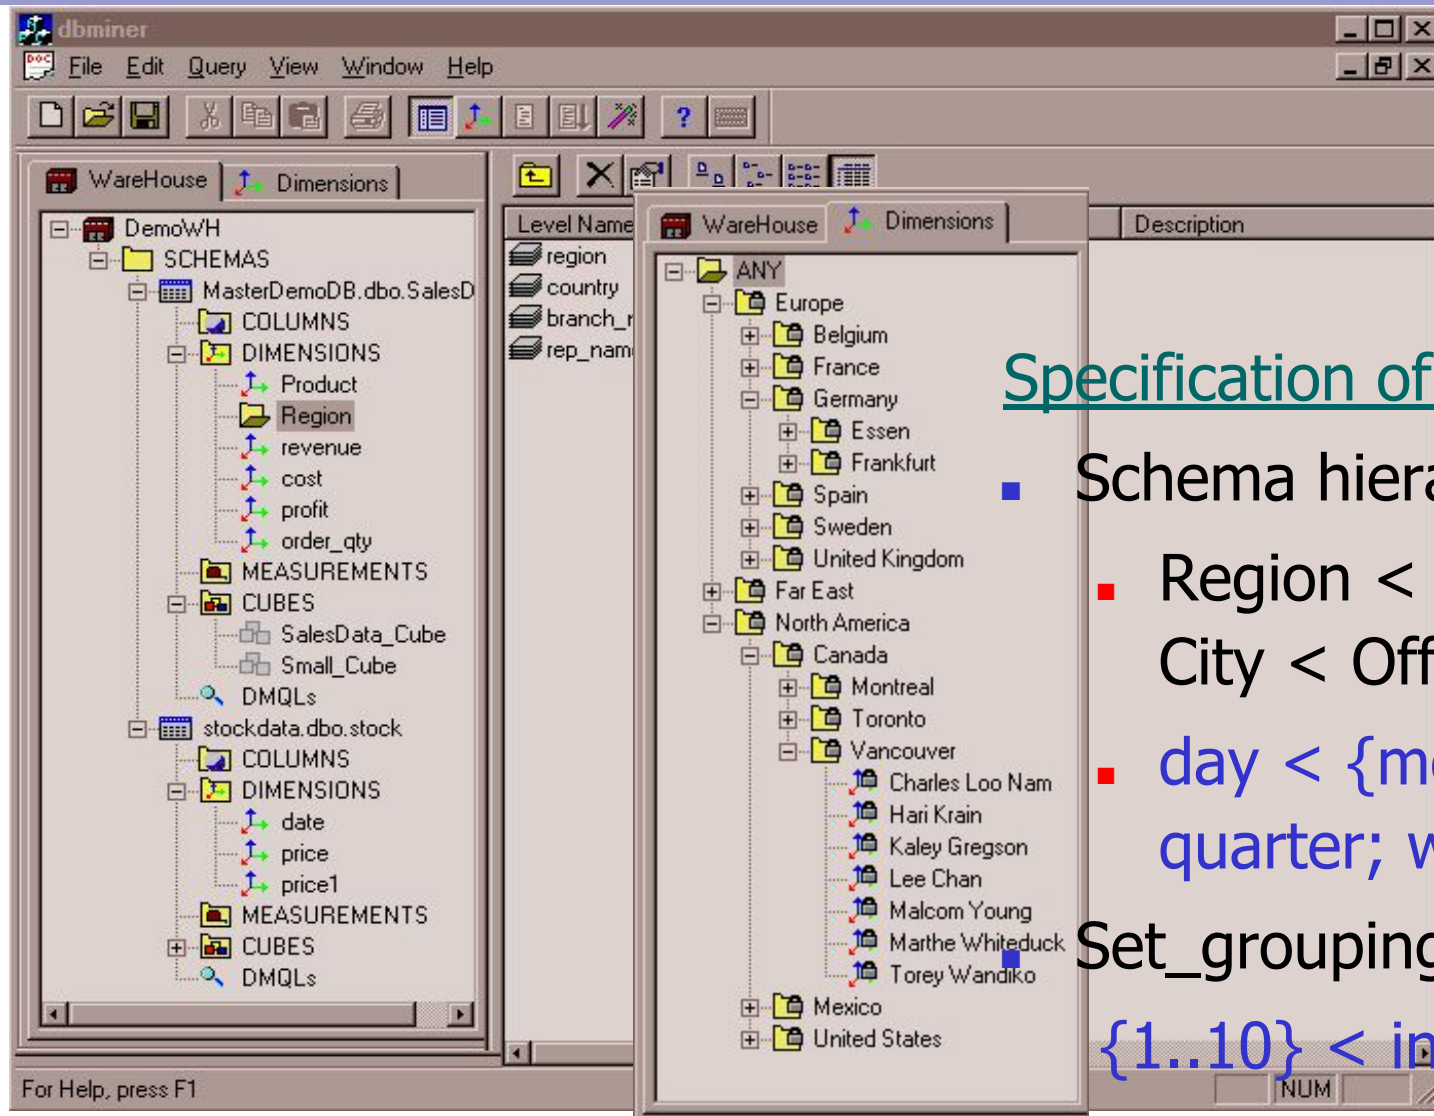 dbminer
File Edit Query View Window Help
WareHouse Dimensions
DemoWH
SCHEMAS
MasterDemoDB.dbo.SalesD
COLUMNS
DIMENSIONS
Product
Region
revenue
cost
profit
order_qty
MEASUREMENTS
CUBES
SalesData_Cube
Small_Cube
DMQLs
stockdata.dbo.stock
COLUMNS
DIMENSIONS
date
price
price1
MEASUREMENTS
CUBES
DMQLs
Level Name
Description
region
country
branch_
rep_nam
WareHouse Dimensions
ANY
Europe
Belgium
France
Germany
Essen
Frankfurt
Spain
Sweden
United Kingdom
Far East
North America
Canada
Montreal
Toronto
Vancouver
Charles Loo Nam
Hari Krain
Kaley Gregson
Lee Chan
Malcom Young
Marthe Whiteduck
Torey Wandiko
Mexico
United States
Specification of
Schema hiera
Region <
City < Off
day < {m
quarter; w
Set_grouping
{1..10} < in
For Help, press F1
NUM